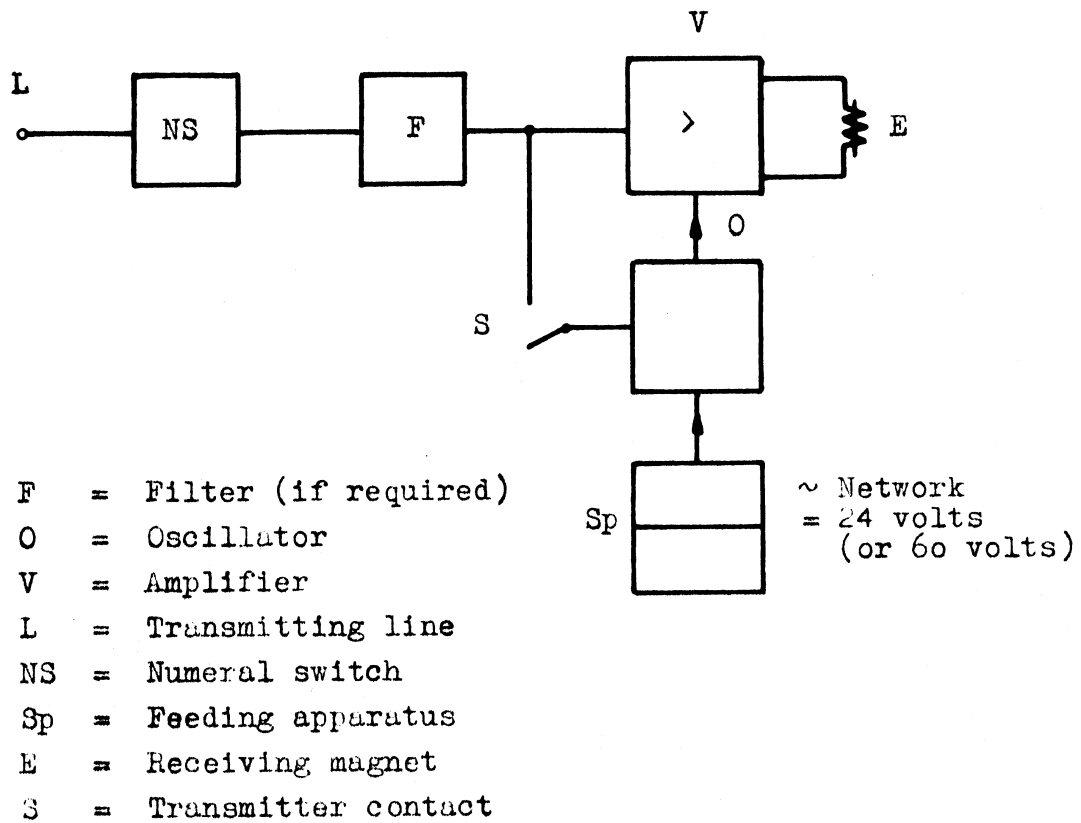 V
L
NS
F
>
E
O
S
Sp
~ Network
= 24 volts
(or 6o volts)
F = Filter (if required)
O = Oscillator
V = Amplifier
L = Transmitting line
NS = Numeral switch
Sp = Feeding apparatus
E = Receiving magnet
S = Transmitter contact